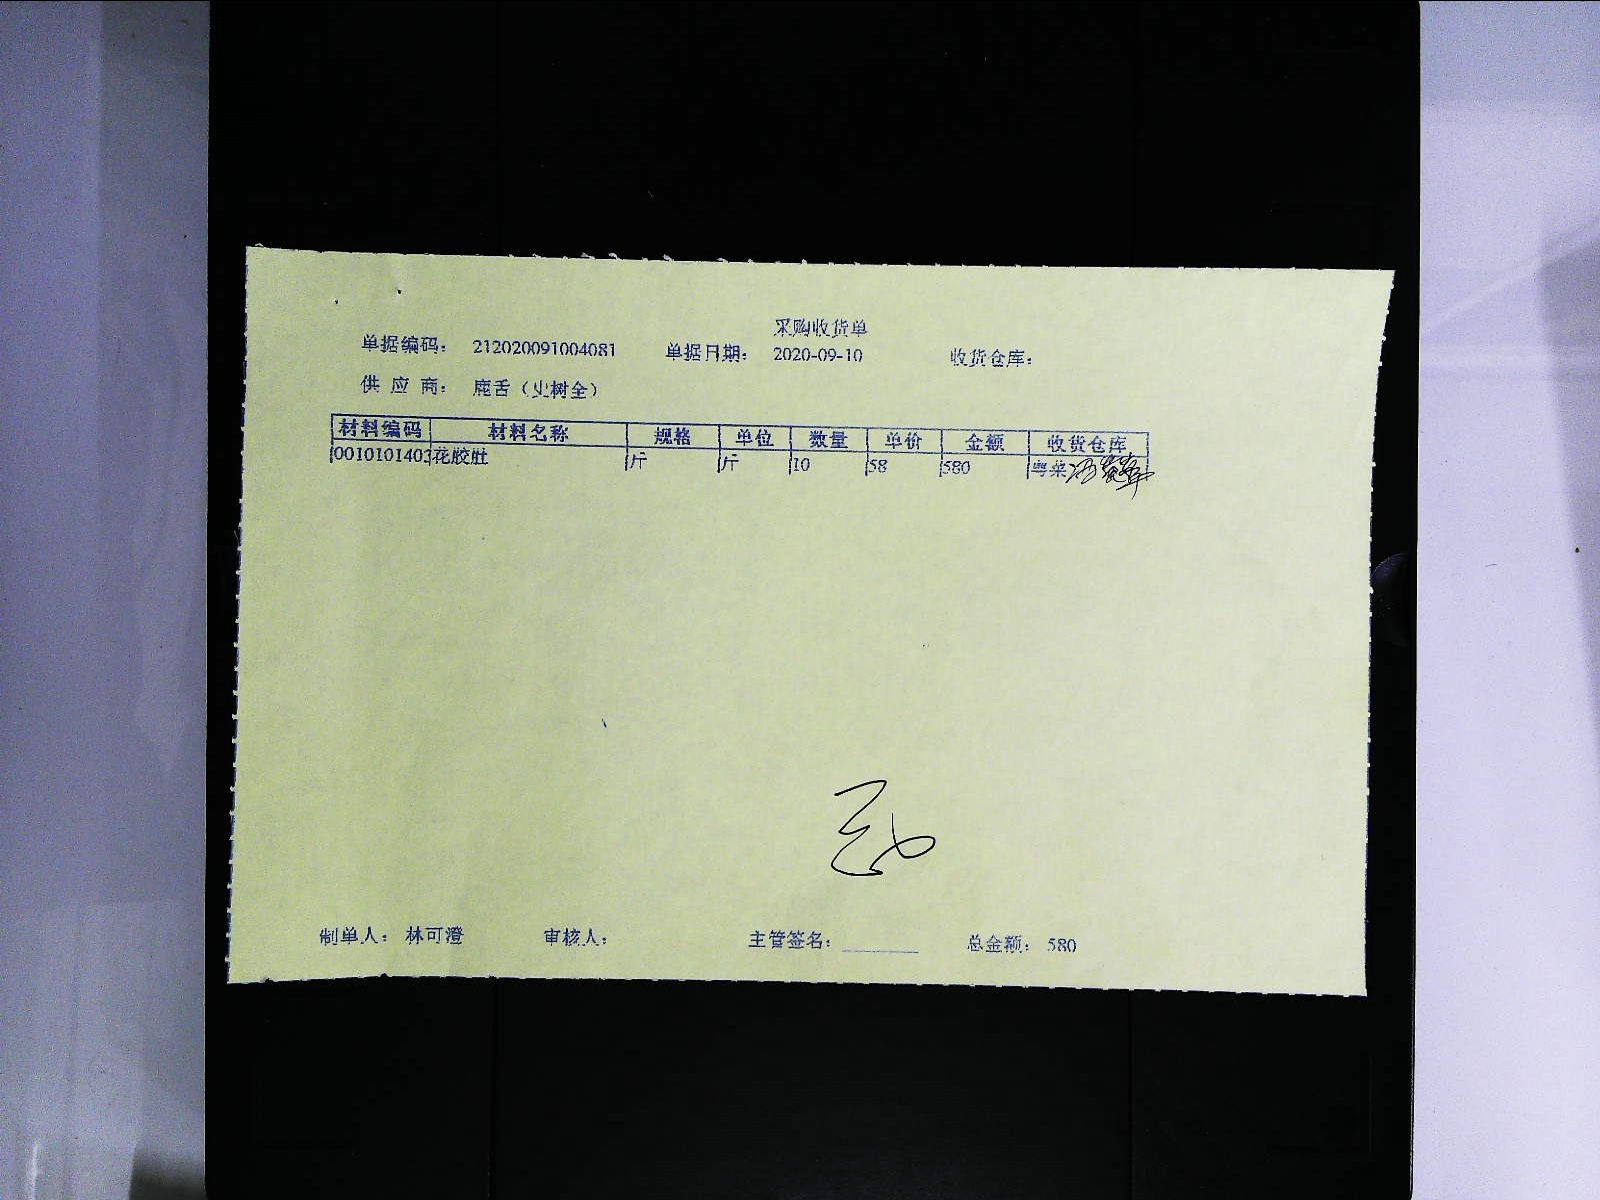 采购收货单
单据编码: 212020091004081 单据日期: 2020-09-10 收货仓库:
供 应 商: 鹿舌(史树全)
材料编码 材料名称 规格 单位 数量 单价 金额 收货仓库
0010101403 花胶肚 斤 斤 10 58 580 粤菜
制单人: 林可澄 审核人: 主管签名: 总金额: 580